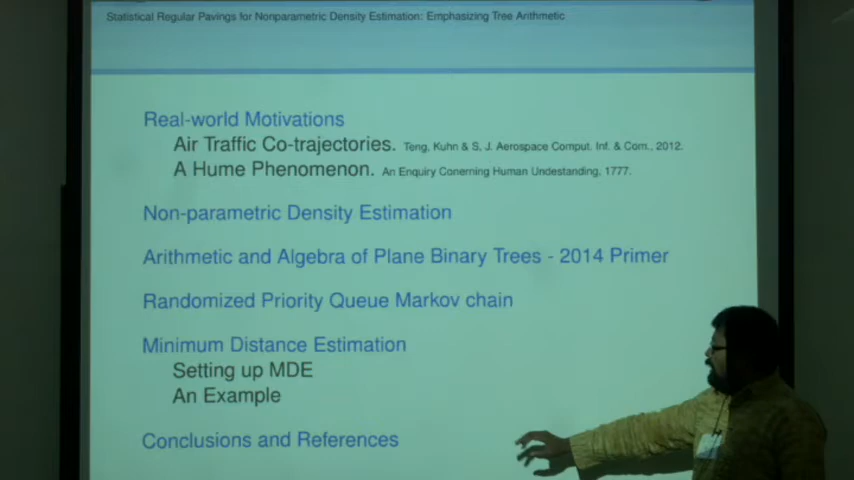 Statistical Regular Pavings for Nonparametric Density Estimation: Emphasizing Tree Arithmetic
Real-world Motivations
Air Traffic Co-trajectories. Teng, Kuhn & S, J. Aerospace Comput. Inf. & Com., 2012.
A Hume Phenomenon. An Enquiry Conerning Human Undestanding, 1777.
Non-parametric Density Estimation
Arithmetic and Algebra of Plane Binary Trees - 2014 Primer
Randomized Priority Queue Markov chain
Minimum Distance Estimation
Setting up MDE
An Example
Conclusions and References